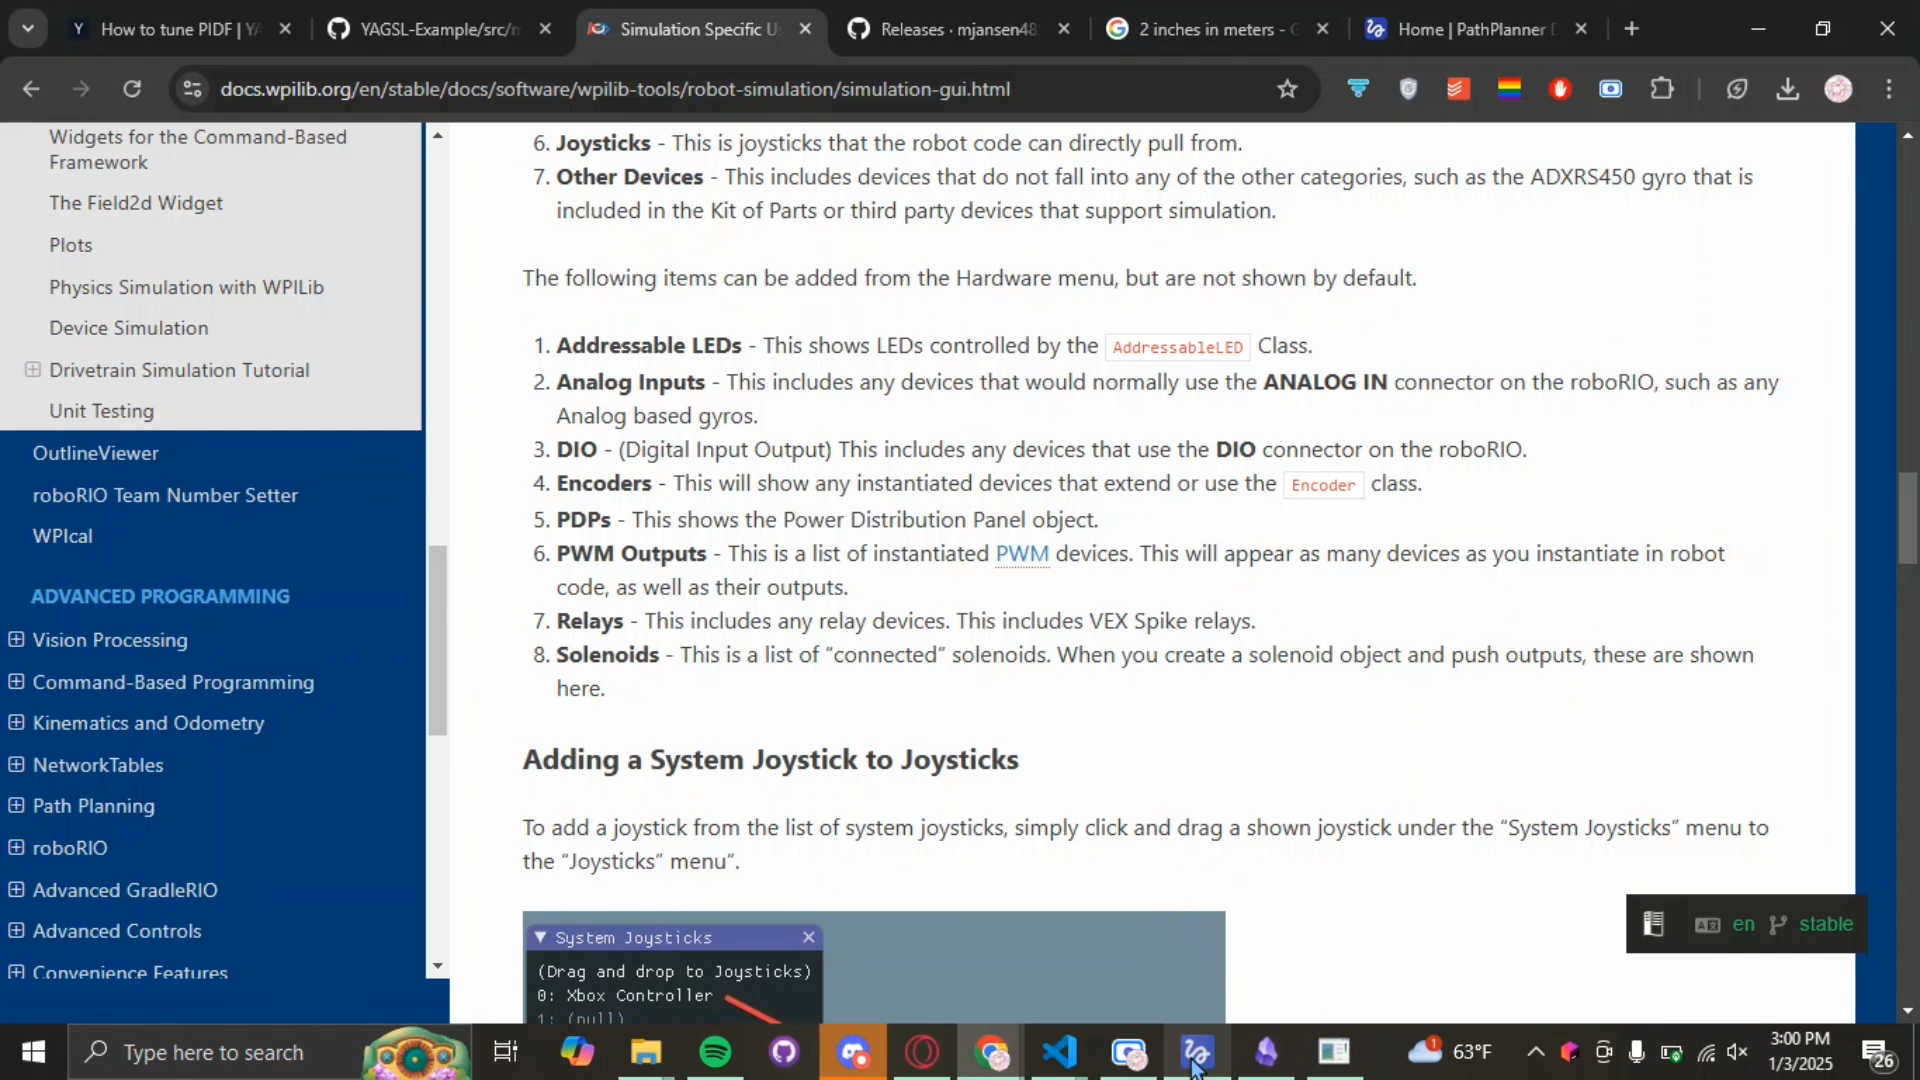 How to tune PIDF | YA
YAGSL-Example/src/m
Simulation Specific U
Releases · mjansen48
2 inches in meters - G
Home | PathPlanner D
docs.wpilib.org/en/stable/docs/software/wpilib-tools/robot-simulation/simulation-gui.html
Widgets for the Command-Based
Framework
The Field2d Widget
Plots
Physics Simulation with WPILib
Device Simulation
Drivetrain Simulation Tutorial
Unit Testing
OutlineViewer
roboRIO Team Number Setter
WPIcal
ADVANCED PROGRAMMING
Vision Processing
Command-Based Programming
Kinematics and Odometry
NetworkTables
Path Planning
roboRIO
Advanced GradleRIO
Advanced Controls
Convenience Features
6. Joysticks - This is joysticks that the robot code can directly pull from.
7. Other Devices - This includes devices that do not fall into any of the other categories, such as the ADXRS450 gyro that is
included in the Kit of Parts or third party devices that support simulation.
The following items can be added from the Hardware menu, but are not shown by default.
1. Addressable LEDs - This shows LEDs controlled by the AddressableLED Class.
2. Analog Inputs - This includes any devices that would normally use the ANALOG IN connector on the roboRIO, such as any
Analog based gyros.
3. DIO - (Digital Input Output) This includes any devices that use the DIO connector on the roboRIO.
4. Encoders - This will show any instantiated devices that extend or use the Encoder class.
5. PDPs - This shows the Power Distribution Panel object.
6. PWM Outputs - This is a list of instantiated PWM devices. This will appear as many devices as you instantiate in robot
code, as well as their outputs.
7. Relays - This includes any relay devices. This includes VEX Spike relays.
8. Solenoids - This is a list of “connected” solenoids. When you create a solenoid object and push outputs, these are shown
here.
Adding a System Joystick to Joysticks
To add a joystick from the list of system joysticks, simply click and drag a shown joystick under the “System Joysticks” menu to
the “Joysticks” menu”.
System Joysticks
(Drag and drop to Joysticks)
0: Xbox Controller
1: (null)
en stable
Type here to search
63°F
1
3:00 PM
1/3/2025
26